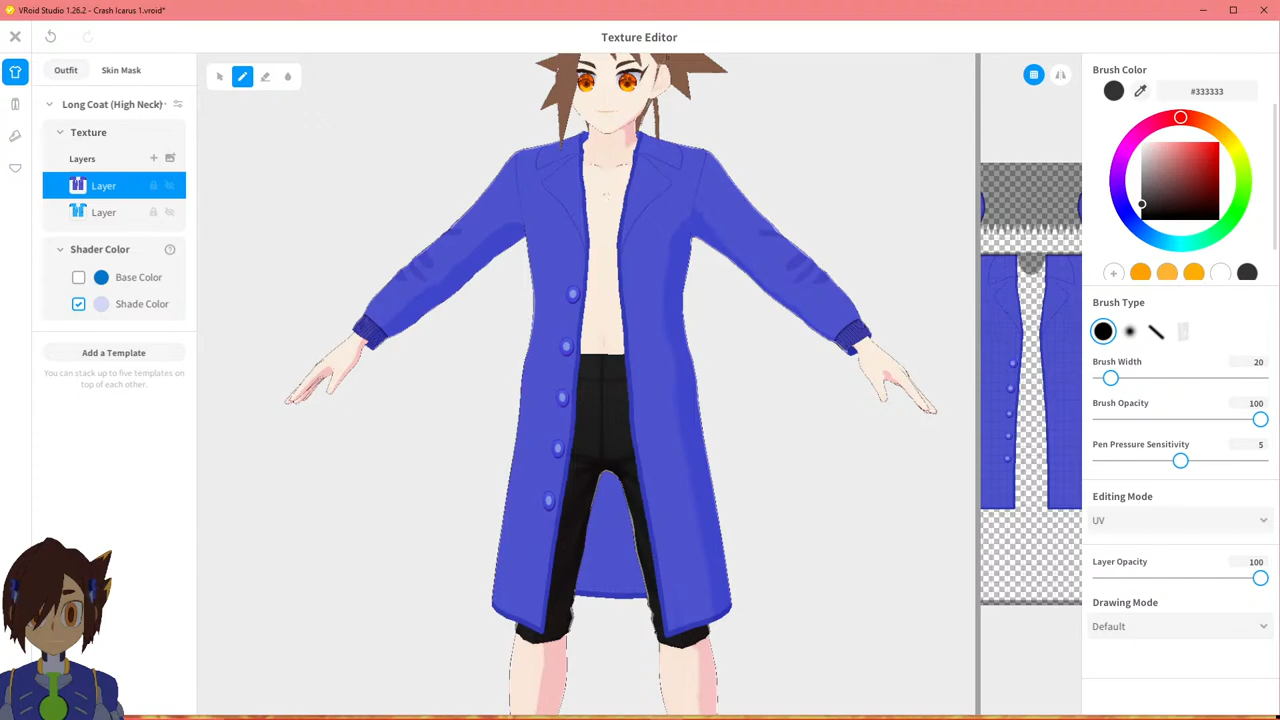 VRoid Studio 1.26.2 - Crash Icarus 1.vroid*
Texture Editor
Outfit
Skin Mask
Long Coat (High Neck)
Texture
Layers
Layer
Layer
Shader Color
Base Color
Shade Color
Add a Template
You can stack up to five templates on
top of each other.
Brush Color
#333333
Brush Type
Brush Width
20
Brush Opacity
100
Pen Pressure Sensitivity
5
Editing Mode
UV
Layer Opacity
100
Drawing Mode
Default